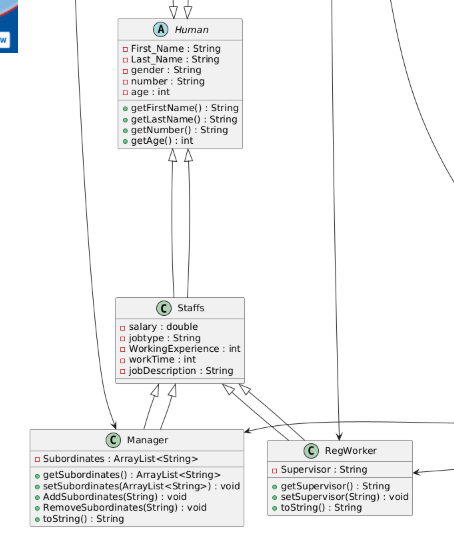 w
A Human
First_Name : String
Last_Name : String
gender : String
number : String
age : int
getFirstName() : String
getLastName() : String
getNumber() : String
getAge() : int
C Staffs
salary : double
jobtype : String
WorkingExperience : int
workTime : int
jobDescription : String
C Manager
Subordinates : ArrayList<String>
getSubordinates() : ArrayList<String>
setSubordinates(ArrayList<String>) : void
AddSubordinates(String) : void
RemoveSubordinates(String) : void
toString() : String
C RegWorker
Supervisor : String
getSupervisor() : String
setSupervisor(String) : void
toString() : String